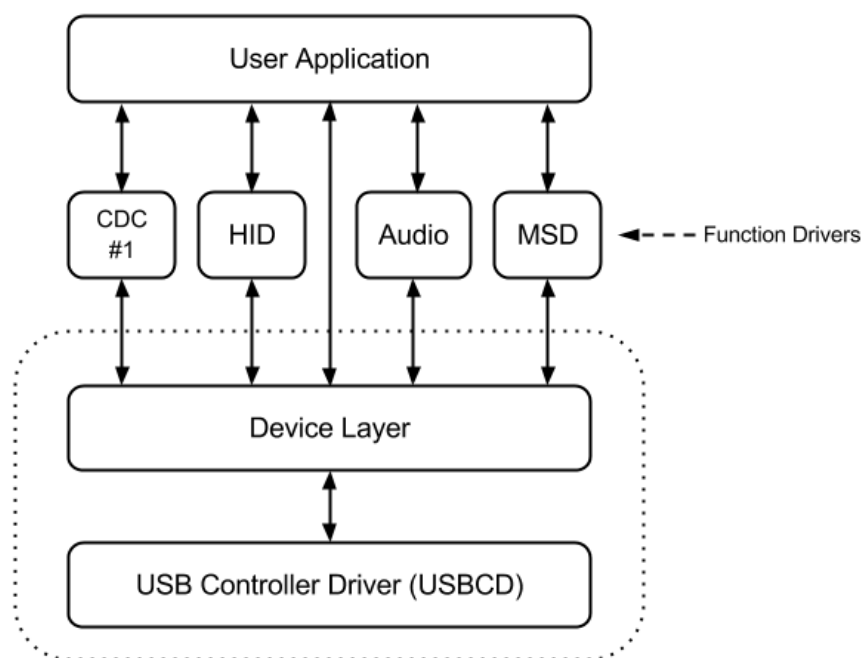 User Application
CDC
#1
HID
Audio
MSD
Function Drivers
Device Layer
USB Controller Driver (USBCD)